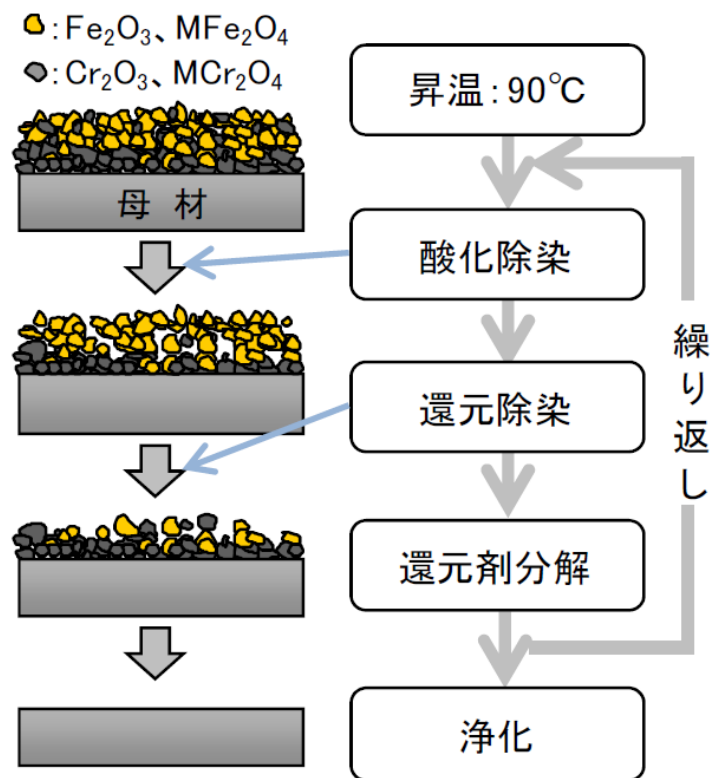 :Fe₂O₃、MFe₂O₄
:Cr₂O₃、MCr₂O₄
母 材
昇温:90℃
酸化除染
還元除染
還元剤分解
浄化
繰り返し